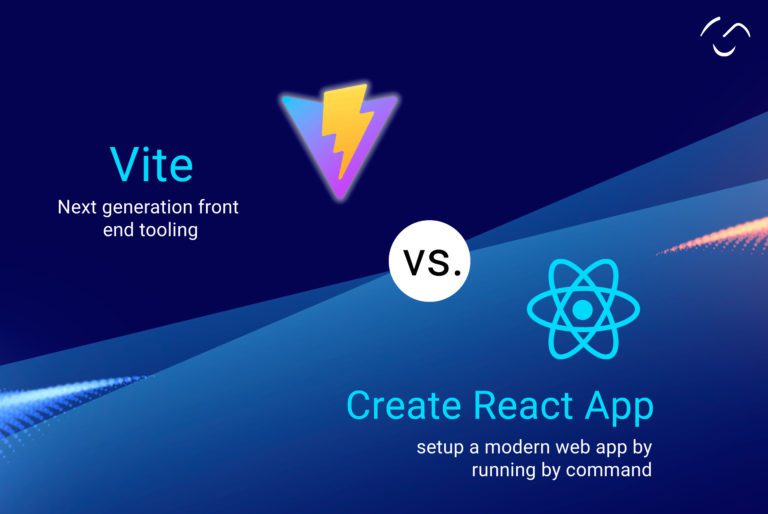 Vite
Next generation front
end tooling
vs.
Create React App
setup a modern web app by
running by command